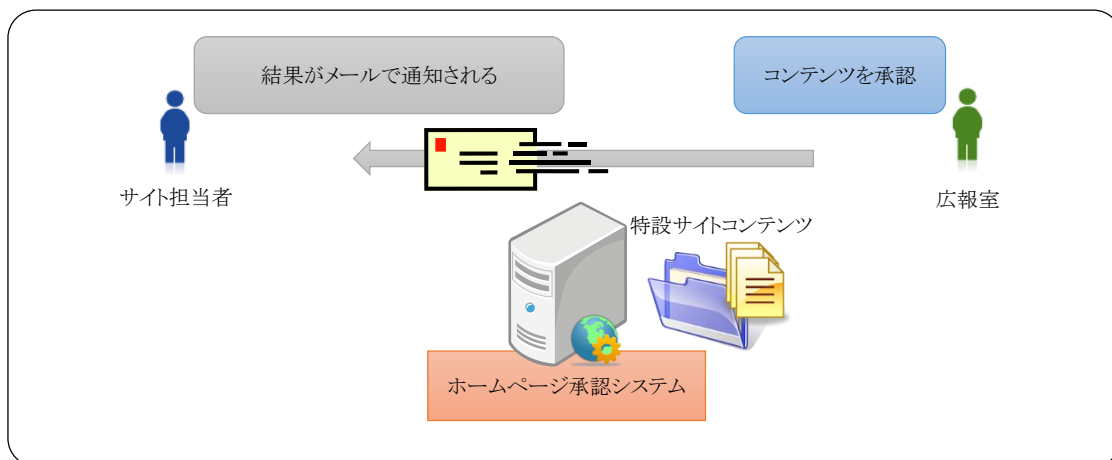 結果がメールで通知される
コンテンツを承認
サイト担当者
広報室
特設サイトコンテンツ
ホームページ承認システム